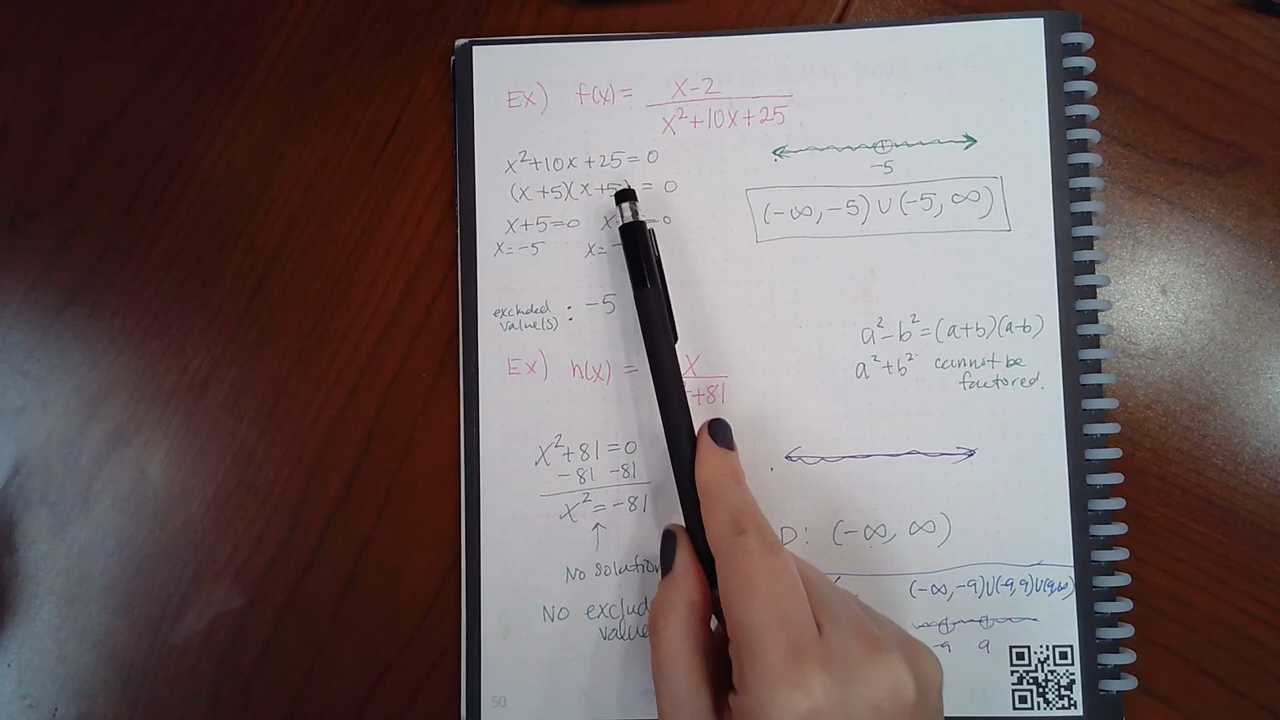 Ex) f(x) = x-2
x²+10x+25
x²+10x+25=0
(x+5)(x+5) = 0
x+5=0 x =0
x=-5 x=-
excluded
value(s) : -5
-5
(-∞,-5) ∪ (-5,∞)
a²-b²=(a+b)(a-b)
a²+b² cannot be
factored.
Ex) h(x) = x
+81
x²+81=0
-81 -81
x²=-81
↑
No solution
No
D: (-∞, ∞)
(-∞,-9)∪(-9,9)∪(9,∞)
-9 9
50